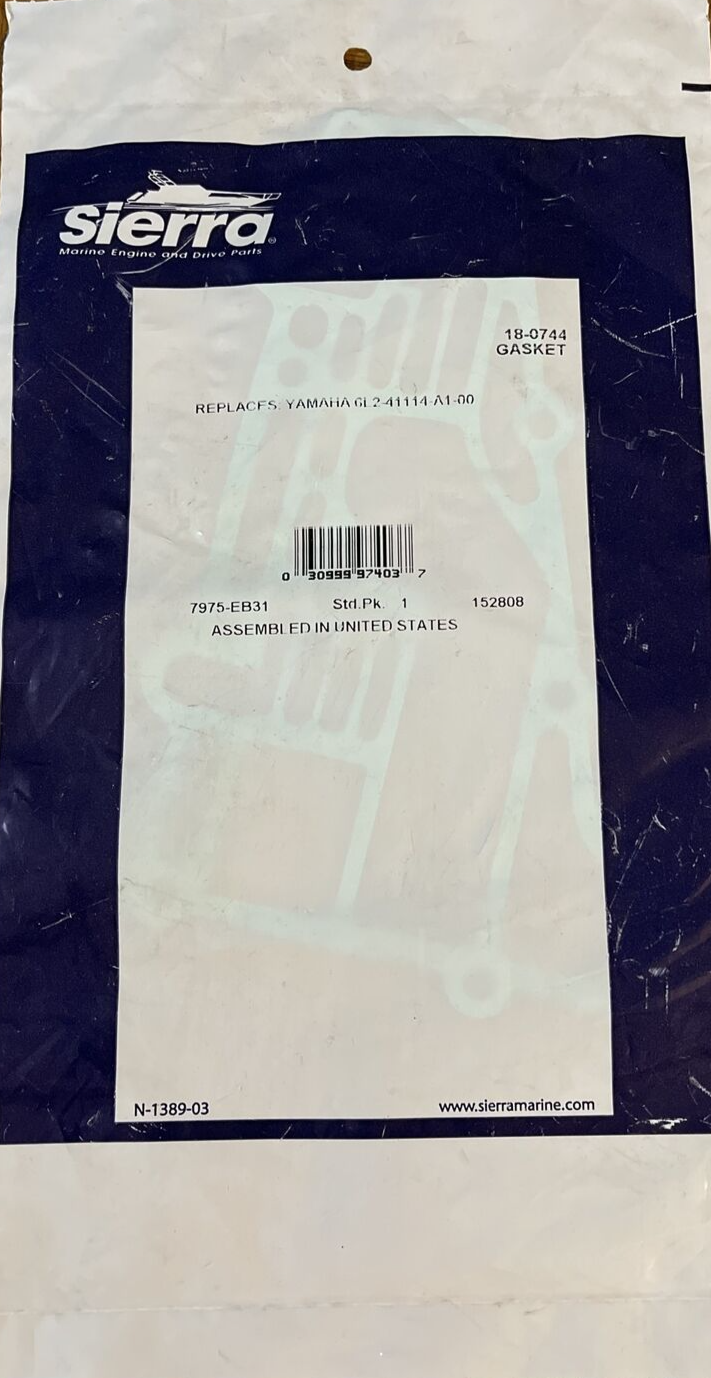 Sierra®
Marine Engine and Drive Parts
18-0744
GASKET
REPLACES: YAMAHA 6L2-41114-A1-00
0 30999 97403 7
7975-EB31 Std.Pk. 1 152808
ASSEMBLED IN UNITED STATES
N-1389-03 www.sierramarine.com